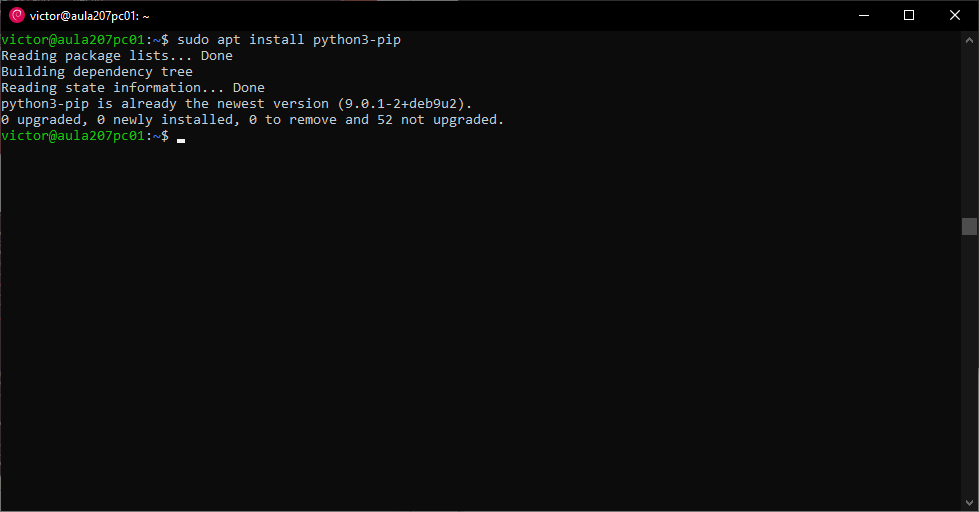 victor@aula207pc01: ~
victor@aula207pc01:~$ sudo apt install python3-pip
Reading package lists... Done
Building dependency tree
Reading state information... Done
python3-pip is already the newest version (9.0.1-2+deb9u2).
0 upgraded, 0 newly installed, 0 to remove and 52 not upgraded.
victor@aula207pc01:~$